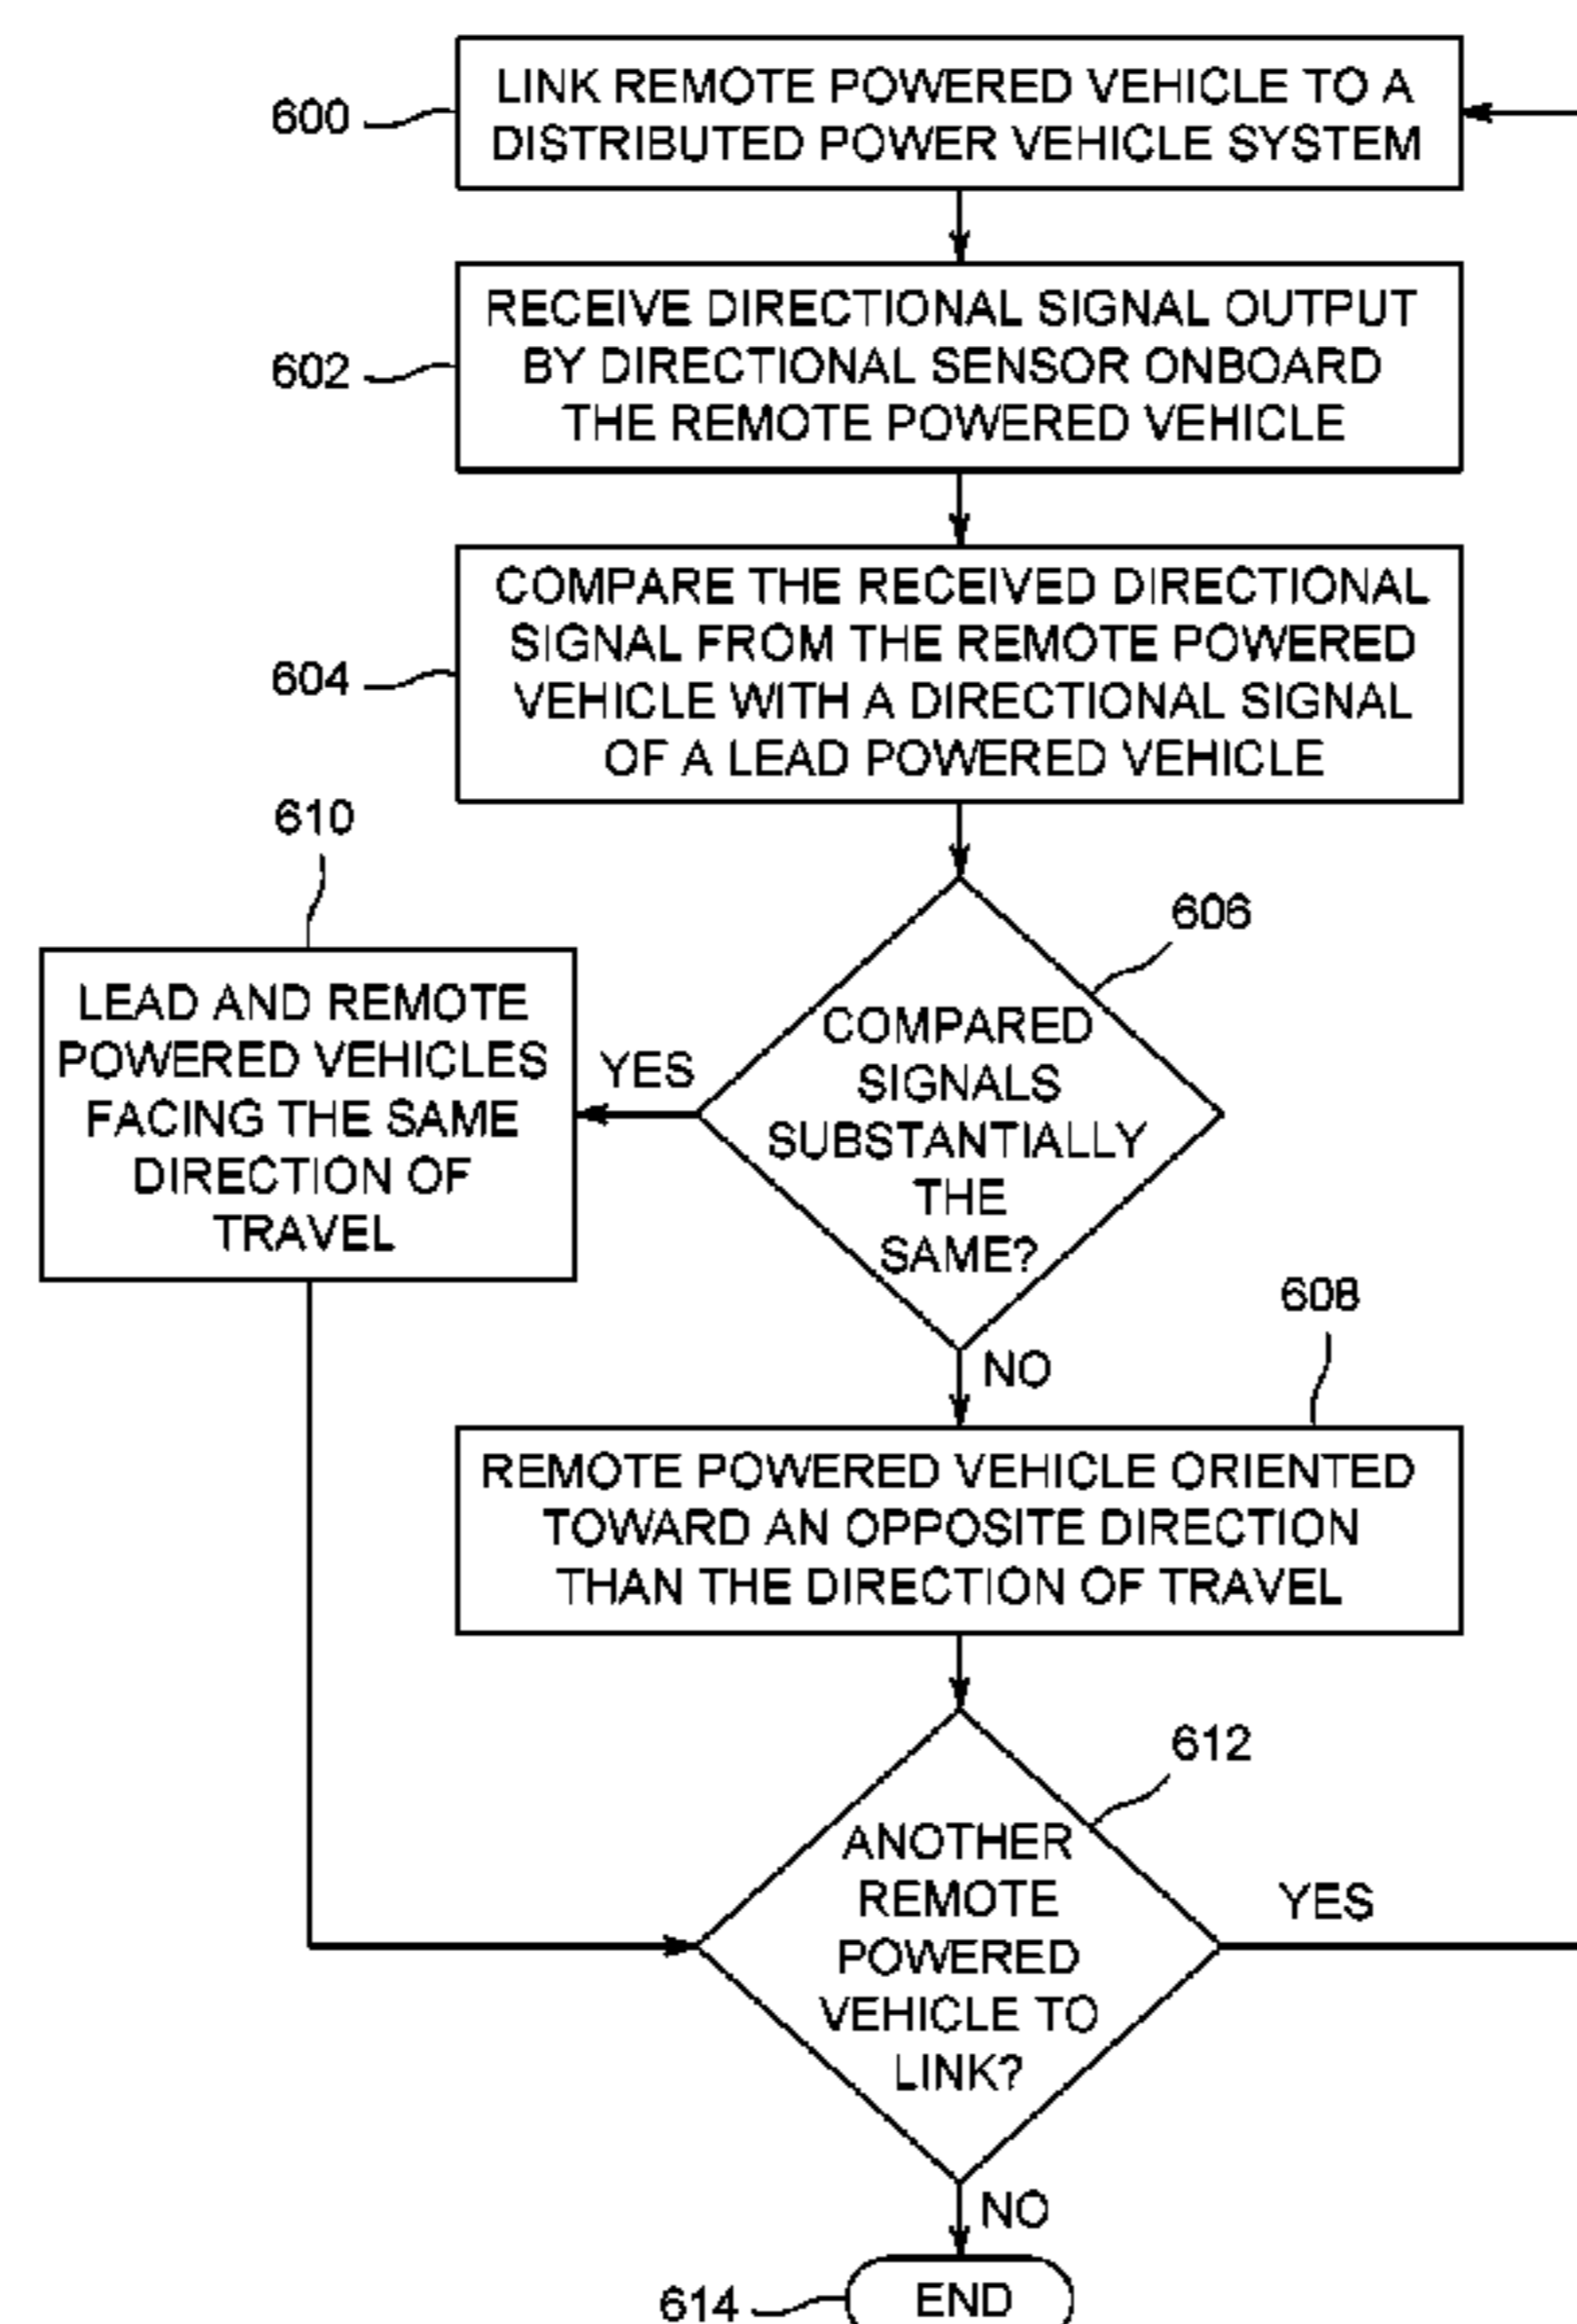 600
LINK REMOTE POWERED VEHICLE TO A
DISTRIBUTED POWER VEHICLE SYSTEM
602
RECEIVE DIRECTIONAL SIGNAL OUTPUT
BY DIRECTIONAL SENSOR ONBOARD
THE REMOTE POWERED VEHICLE
604
COMPARE THE RECEIVED DIRECTIONAL
SIGNAL FROM THE REMOTE POWERED
VEHICLE WITH A DIRECTIONAL SIGNAL
OF A LEAD POWERED VEHICLE
606
COMPARED
SIGNALS
SUBSTANTIALLY
THE
SAME?
YES
610
LEAD AND REMOTE
POWERED VEHICLES
FACING THE SAME
DIRECTION OF
TRAVEL
NO
608
REMOTE POWERED VEHICLE ORIENTED
TOWARD AN OPPOSITE DIRECTION
THAN THE DIRECTION OF TRAVEL
612
ANOTHER
REMOTE
POWERED
VEHICLE TO
LINK?
YES
NO
614
END